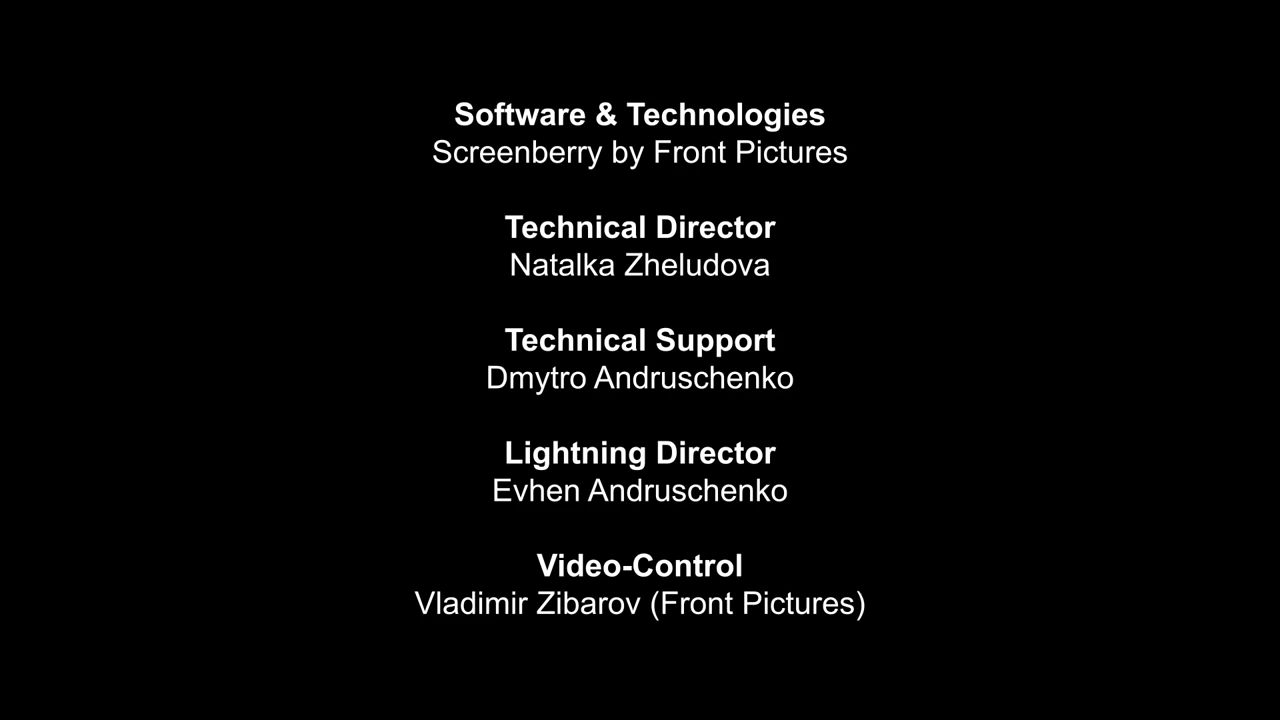 Software & Technologies
Screenberry by Front Pictures
Technical Director
Natalka Zheludova
Technical Support
Dmytro Andruschenko
Lightning Director
Evhen Andruschenko
Video-Control
Vladimir Zibarov (Front Pictures)